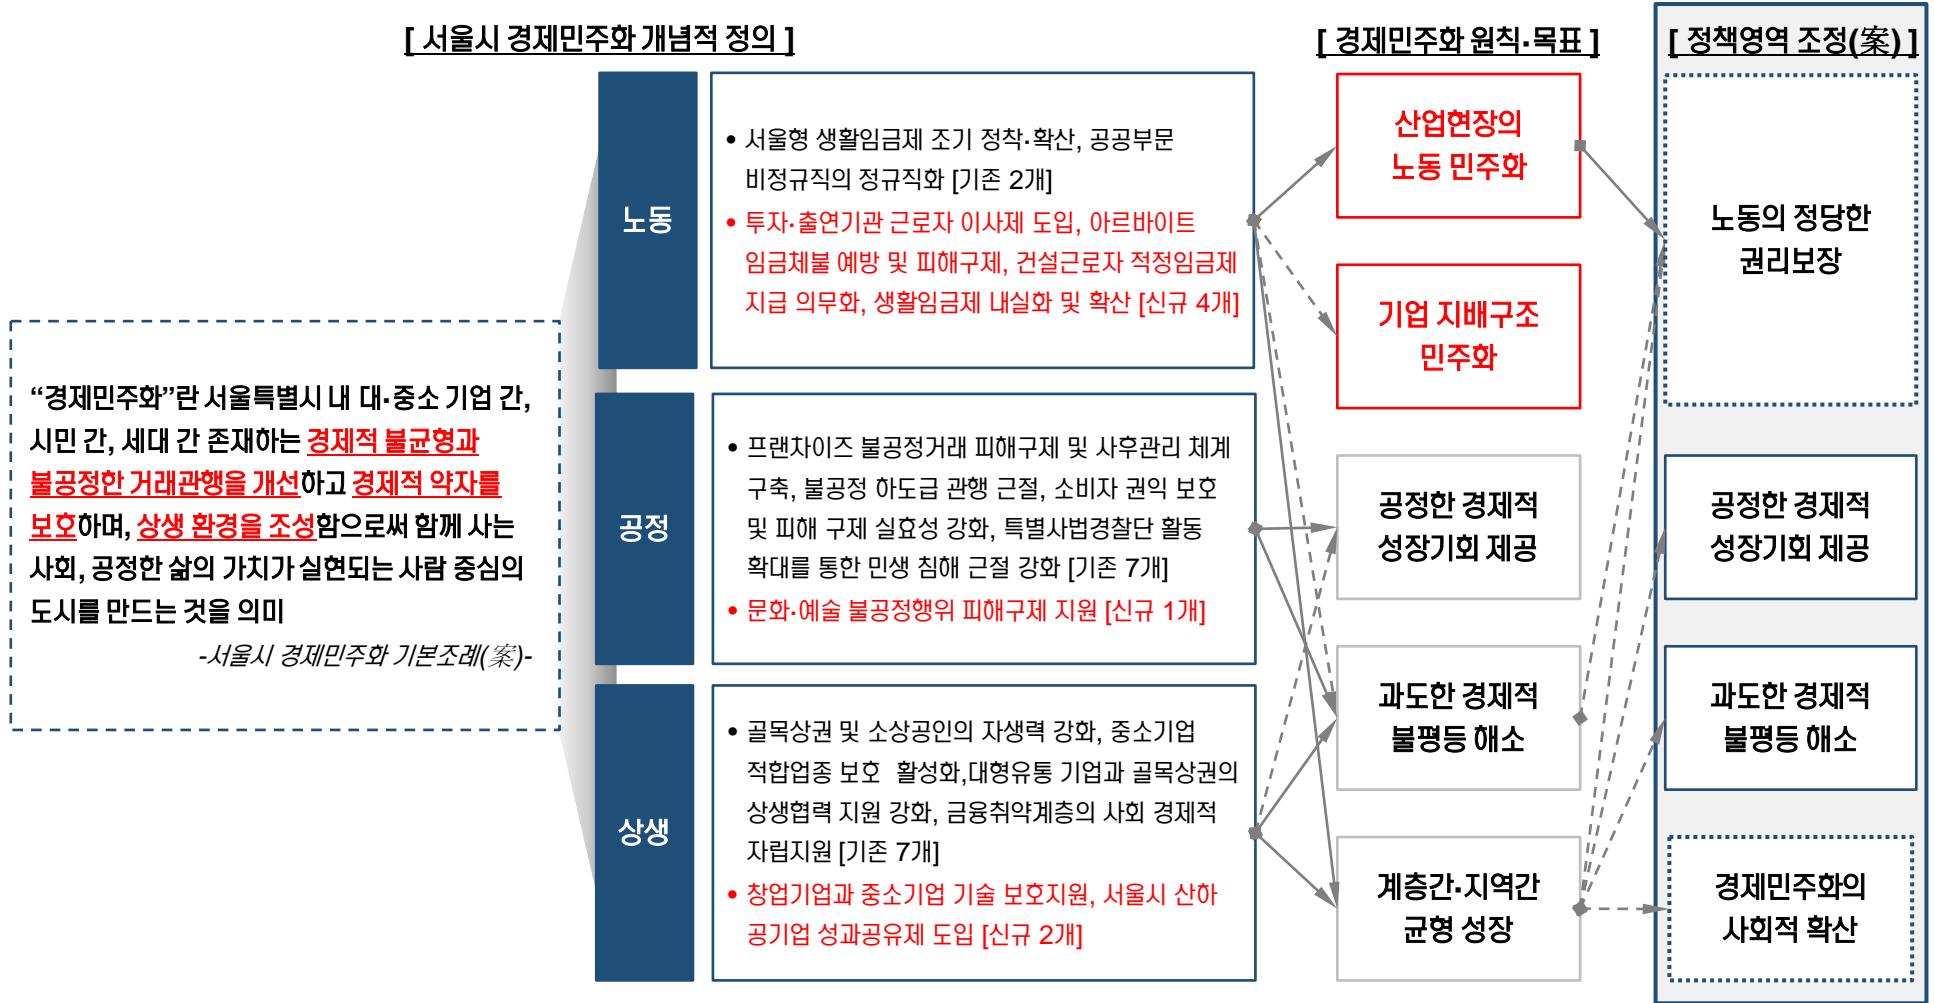 [ 서울시 경제민주화 개념적 정의 ]
“경제민주화”란 서울특별시 내 대·중소 기업 간,
시민 간, 세대 간 존재하는 경제적 불균형과
불공정한 거래관행을 개선하고 경제적 약자를
보호하며, 상생 환경을 조성함으로써 함께 사는
사회, 공정한 삶의 가치가 실현되는 사람 중심의
도시를 만드는 것을 의미
-서울시 경제민주화 기본조례(案)-
노동
• 서울형 생활임금제 조기 정착·확산, 공공부문
비정규직의 정규직화 [기존 2개]
• 투자·출연기관 근로자 이사제 도입, 아르바이트
임금체불 예방 및 피해구제, 건설근로자 적정임금제
지급 의무화, 생활임금제 내실화 및 확산 [신규 4개]
공정
• 프랜차이즈 불공정거래 피해구제 및 사후관리 체계
구축, 불공정 하도급 관행 근절, 소비자 권익 보호
및 피해 구제 실효성 강화, 특별사법경찰단 활동
확대를 통한 민생 침해 근절 강화 [기존 7개]
• 문화·예술 불공정행위 피해구제 지원 [신규 1개]
상생
• 골목상권 및 소상공인의 자생력 강화, 중소기업
적합업종 보호 활성화,대형유통 기업과 골목상권의
상생협력 지원 강화, 금융취약계층의 사회 경제적
자립지원 [기존 7개]
• 창업기업과 중소기업 기술 보호지원, 서울시 산하
공기업 성과공유제 도입 [신규 2개]
[ 경제민주화 원칙·목표 ]
산업현장의
노동 민주화
기업 지배구조
민주화
공정한 경제적
성장기회 제공
과도한 경제적
불평등 해소
계층간·지역간
균형 성장
[ 정책영역 조정(案) ]
노동의 정당한
권리보장
공정한 경제적
성장기회 제공
과도한 경제적
불평등 해소
경제민주화의
사회적 확산